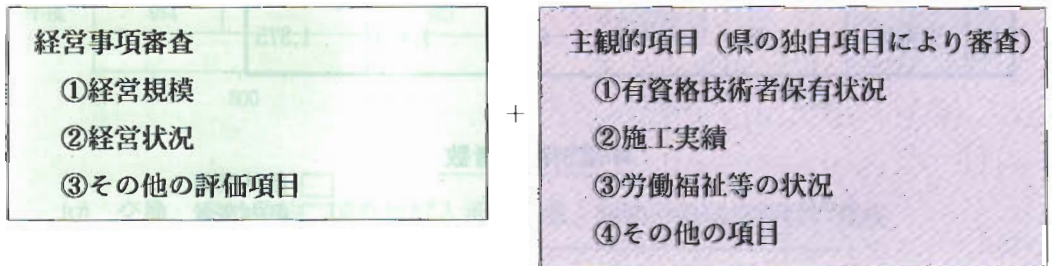 経営事項審査
①経営規模
②経営状況
③その他の評価項目
+
主観的項目（県の独自項目により審査）
①有資格技術者保有状況
②施工実績
③労働福祉等の状況
④その他の項目